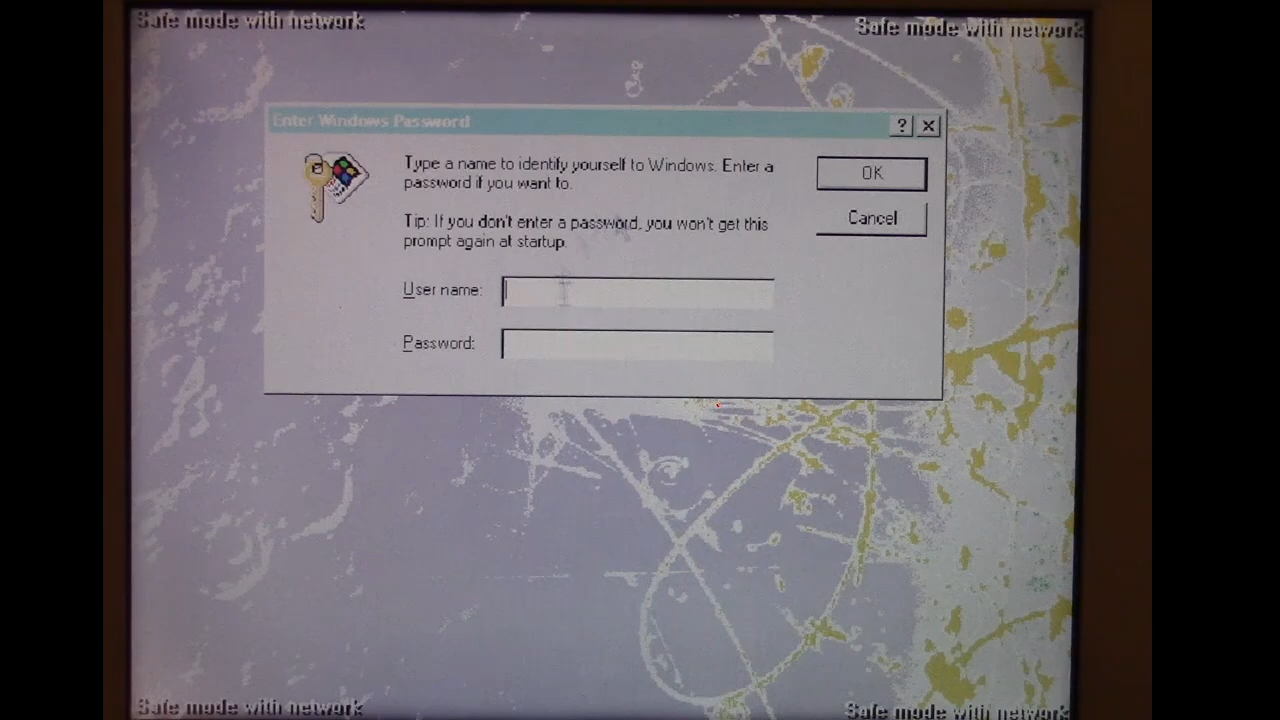 Safe mode with network
Safe mode with network
Enter Windows Password
Type a name to identify yourself to Windows. Enter a
password if you want to.
OK
Tip: If you don't enter a password, you won't get this
prompt again at startup.
Cancel
User name:
Password:
Safe mode with network
Safe mode with network